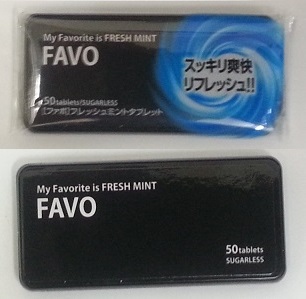 My Favorite is FRESH MINT
FAVO
スッキリ爽快
リフレッシュ!!
50tablets/SUGARLESS
[ファボ]フレッシュミントタブレット
My Favorite is FRESH MINT
FAVO
50tablets
SUGARLESS